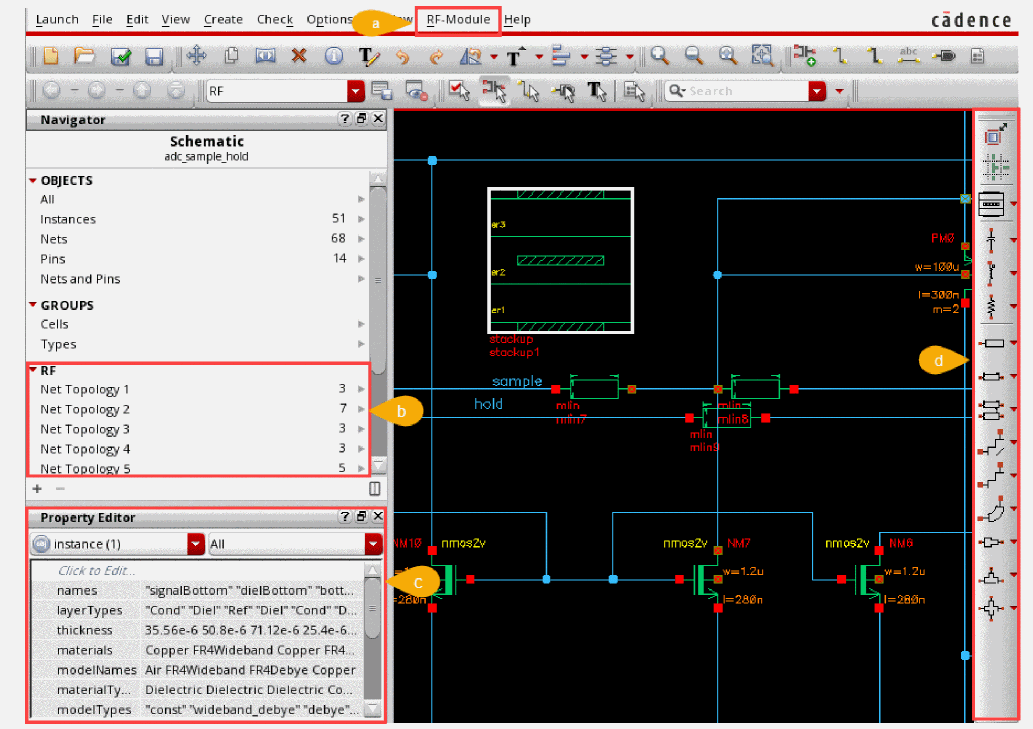 Launch File Edit View Create Check Options RF-Module Help
a
cādence
abc
RF
Search
Navigator
Schematic
adc_sample_hold
OBJECTS
All
Instances 51
Nets 68
Pins 14
Nets and Pins
GROUPS
Cells
Types
RF
Net Topology 1 3
Net Topology 2 7
Net Topology 3 3
Net Topology 4 3
Net Topology 5 5
b
Property Editor
instance (1) All
Click to Edit...
names "signalBottom" "dielBottom" "bott...
layerTypes "Cond" "Diel" "Ref" "Diel" "Cond" "D...
thickness 35.56e-6 50.8e-6 71.12e-6 25.4e-6...
materials Copper FR4Wideband Copper FR4...
modelNames Air FR4Wideband FR4Debye Copper
materialTy... Dielectric Dielectric Dielectric Co...
modelTypes "const" "wideband_debye" "debye"...
c
er3
er2
er1
stackup
stackup1
PM0
w=100u
l=300n
m=2
sample
hold
mlin
mlin7
mlin
mlin8
mlin
mlin9
NM10 nmos2v
l=280n
nmos2v NM7
w=1.2u
l=280n
nmos2v NM6
w=1.2u
l=280n
d